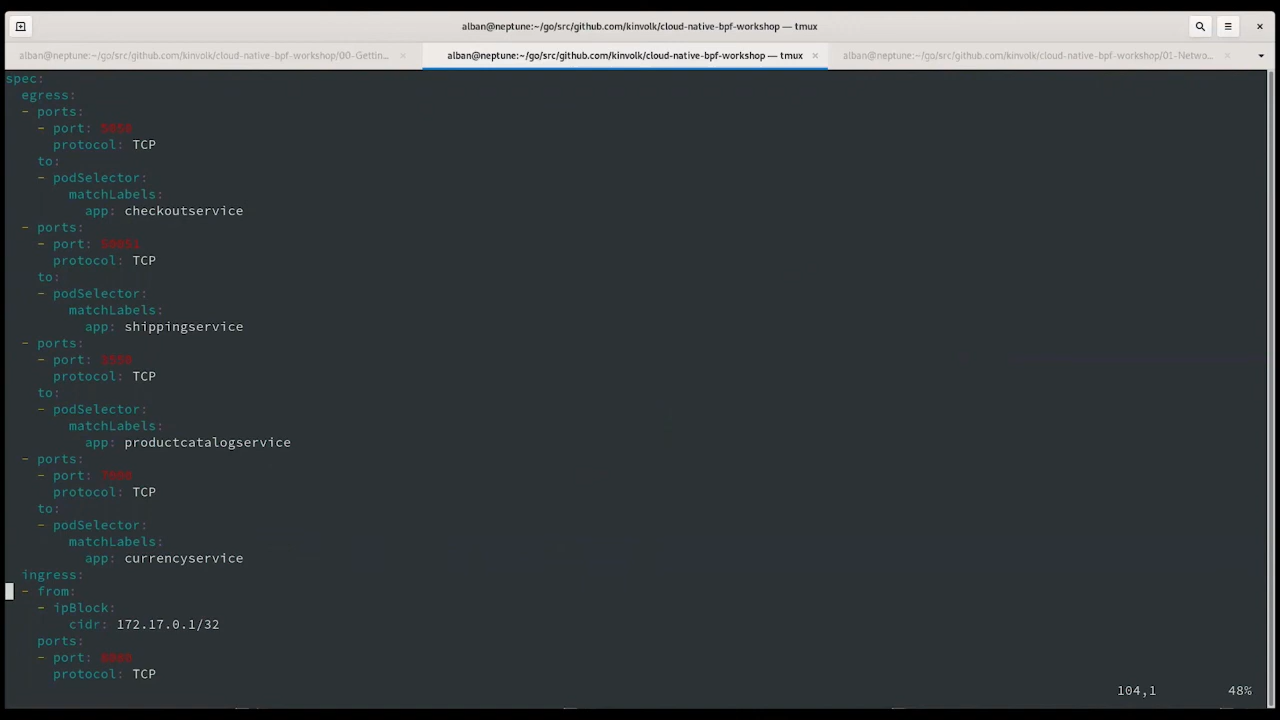 alban@neptune:~/go/src/github.com/kinvolk/cloud-native-bpf-workshop — tmux
alban@neptune:~/go/src/github.com/kinvolk/cloud-native-bpf-workshop/00-Gettin...
alban@neptune:~/go/src/github.com/kinvolk/cloud-native-bpf-workshop — tmux
alban@neptune:~/go/src/github.com/kinvolk/cloud-native-bpf-workshop/01-Netwo...
spec:
  egress:
  - ports:
    - port: 5050
      protocol: TCP
    to:
    - podSelector:
        matchLabels:
          app: checkoutservice
  - ports:
    - port: 50051
      protocol: TCP
    to:
    - podSelector:
        matchLabels:
          app: shippingservice
  - ports:
    - port: 3550
      protocol: TCP
    to:
    - podSelector:
        matchLabels:
          app: productcatalogservice
  - ports:
    - port: 7000
      protocol: TCP
    to:
    - podSelector:
        matchLabels:
          app: currencyservice
  ingress:
  - from:
    - ipBlock:
        cidr: 172.17.0.1/32
    ports:
    - port: 8080
      protocol: TCP
104,1 48%